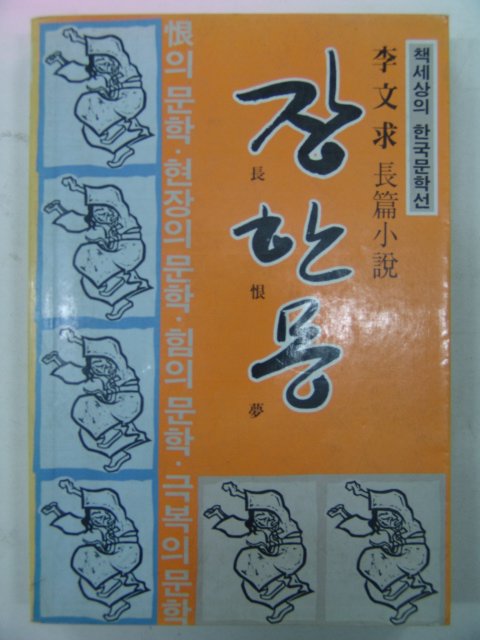 책세상의 한국문학선
李文求 長篇小說
장한몽
長恨夢
恨의 문학·현장의 문학·힘의 문학·극복의 문학